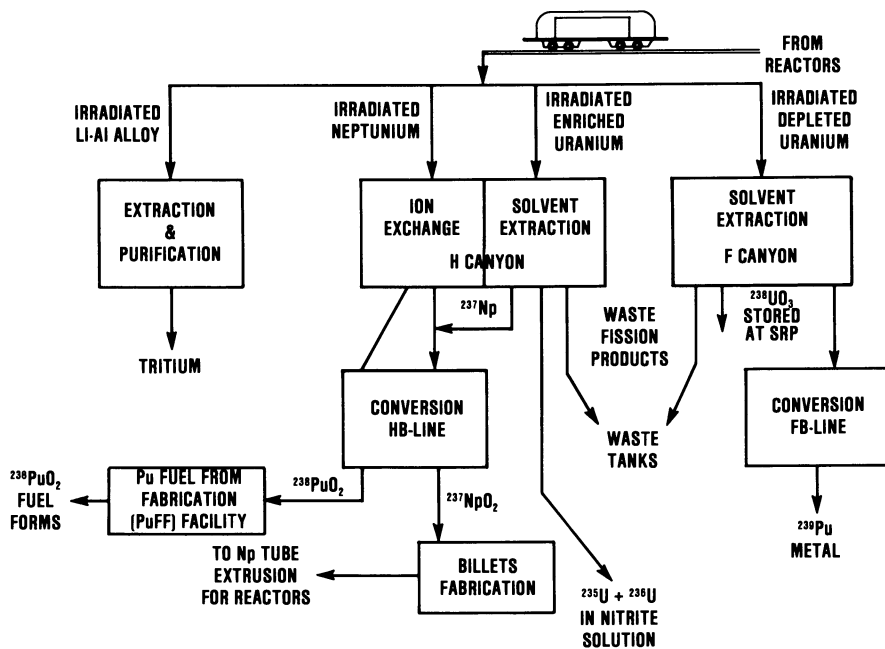 FROM
REACTORS
IRRADIATED
LI-Al ALLOY
IRRADIATED
NEPTUNIUM
IRRADIATED
ENRICHED
URANIUM
IRRADIATED
DEPLETED
URANIUM
EXTRACTION
&
PURIFICATION
ION
EXCHANGE
SOLVENT
EXTRACTION
H CANYON
SOLVENT
EXTRACTION
F CANYON
TRITIUM
²³⁷Np
WASTE
FISSION
PRODUCTS
²³⁸UO₃
STORED
AT SRP
CONVERSION
HB-LINE
WASTE
TANKS
CONVERSION
FB-LINE
²³⁸PuO₂
FUEL
FORMS
Pu FUEL FROM
FABRICATION
(PuFF) FACILITY
²³⁸PuO₂
²³⁷NpO₂
²³⁹Pu
METAL
TO Np TUBE
EXTRUSION
FOR REACTORS
BILLETS
FABRICATION
²³⁵U + ²³⁶U
IN NITRITE
SOLUTION